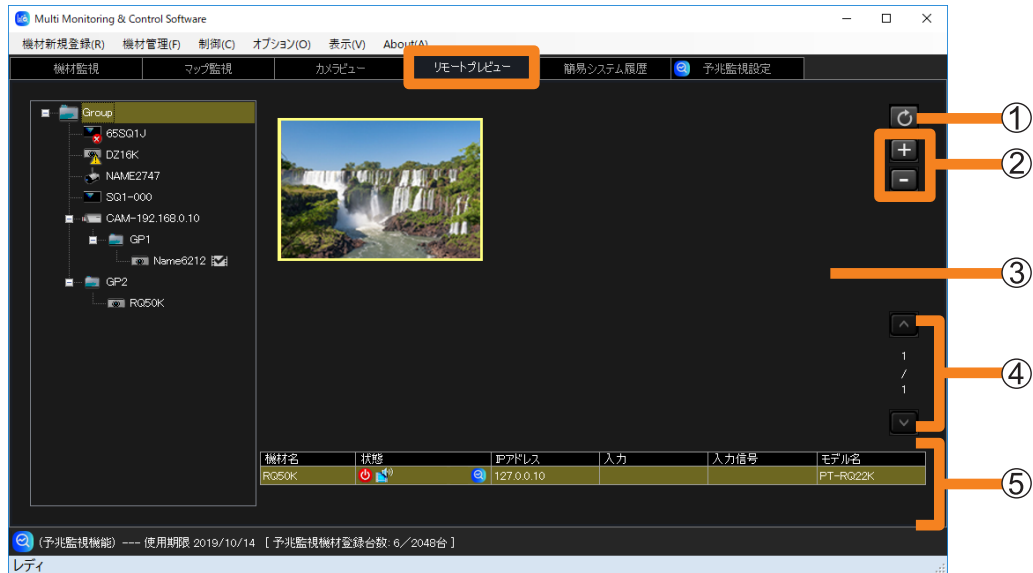 Multi Monitoring & Control Software
機材新規登録(R) 機材管理(F) 制御(C) オプション(O) 表示(V) About(A)
機材監視 マップ監視 カメラビュー リモートプレビュー 簡易システム履歴 予兆監視設定
Group
65SQ1J
DZ16K
NAME2747
SQ1-000
CAM-192.168.0.10
GP1
Name6212
GP2
RQ50K
①
+
②
-
③
1
/
1
④
機材名 状態 IPアドレス 入力 入力信号 モデル名
RQ50K 127.0.0.10 PT-RQ22K
⑤
(予兆監視機能) --- 使用期限 2019/10/14 [ 予兆監視機材登録台数: 6／2048台 ]
レディ